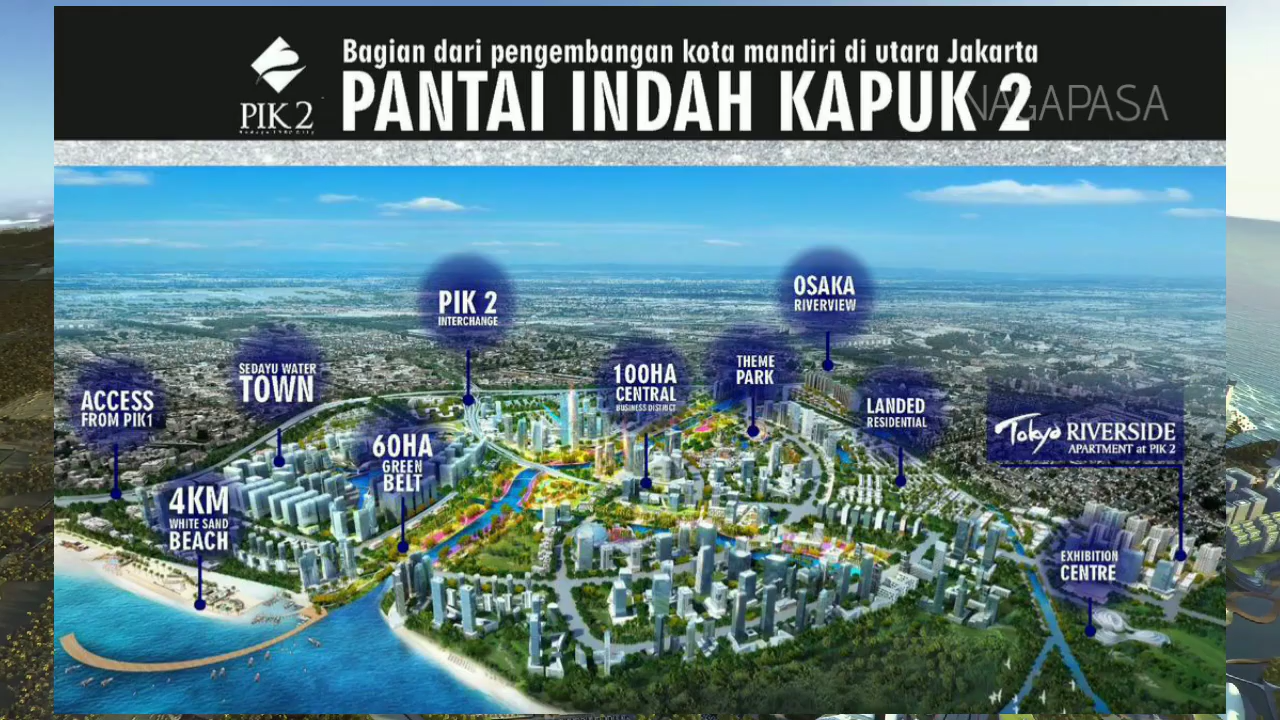 Bagian dari pengembangan kota mandiri di utara Jakarta
PANTAI INDAH KAPUK 2
PIK 2
NAGAPASA
OSAKA
RIVERVIEW
PIK 2
INTERCHANGE
SEDAYU WATER
TOWN
100HA
CENTRAL
BUSINESS DISTRICT
THEME
PARK
ACCESS
FROM PIK1
LANDED
RESIDENTIAL
Tokyo RIVERSIDE
APARTMENT at PIK 2
60HA
GREEN
BELT
4KM
WHITE SAND
BEACH
EXHIBITION
CENTRE